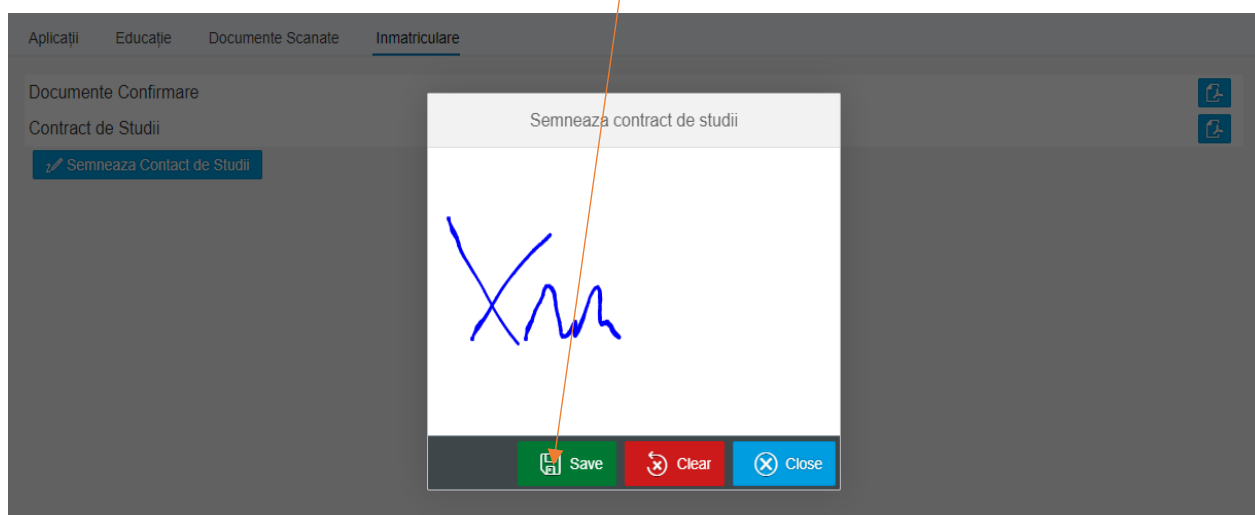 Aplicații Educație Documente Scanate Inmatriculare
Documente Confirmare
Contract de Studii
Semneaza Contact de Studii
Semneaza contract de studii
Save Clear Close